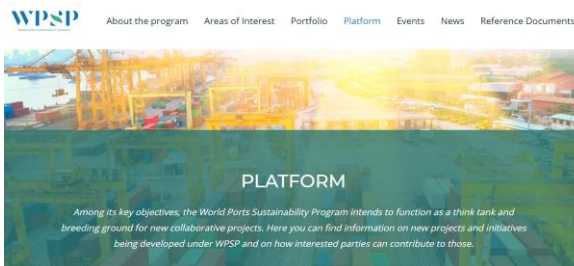 WPSP
About the program Areas of Interest Portfolio Platform Events News Reference Documents
PLATFORM
Among its key objectives, the World Ports Sustainability Program intends to function as a think tank and
breeding ground for new collaborative projects. Here you can find information on new projects and initiatives
being developed under WPSP and on how interested parties can contribute to those.